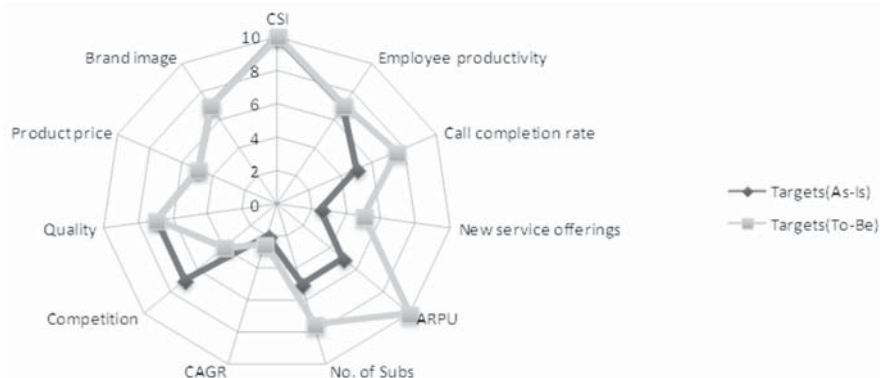 CSI
10
8
6
4
2
0
Employee productivity
Call completion rate
New service offerings
ARPU
No. of Subs
CAGR
Competition
Quality
Product price
Brand image
Targets(As-Is)
Targets(To-Be)